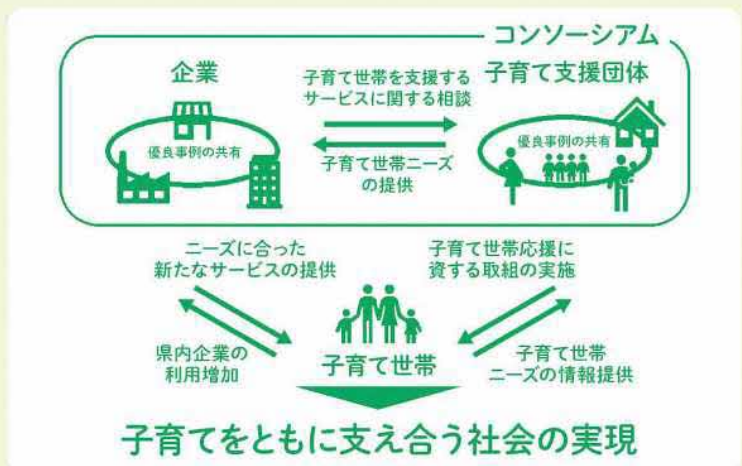 コンソーシアム
企業
子育て世帯を支援する
サービスに関する相談
子育て支援団体
優良事例の共有
優良事例の共有
子育て世帯ニーズ
の提供
ニーズに合った
新たなサービスの提供
子育て世帯応援に
資する取組の実施
県内企業の
利用増加
子育て世帯
子育て世帯
ニーズの情報提供
子育てをともに支え合う社会の実現